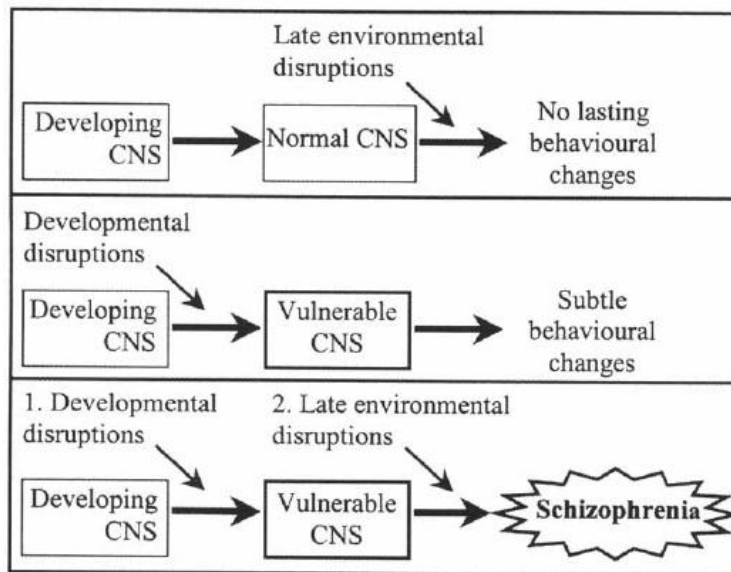 Late environmental
disruptions
Developing
CNS
Normal CNS
No lasting
behavioural
changes
Developmental
disruptions
Developing
CNS
Vulnerable
CNS
Subtle
behavioural
changes
1. Developmental
disruptions
2. Late environmental
disruptions
Developing
CNS
Vulnerable
CNS
Schizophrenia